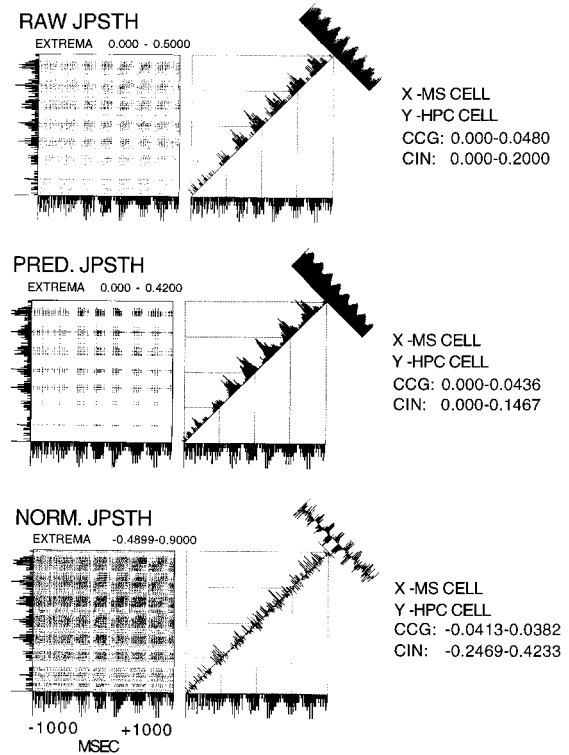 RAW JPSTH
EXTREMA 0.000 - 0.5000
X -MS CELL
Y -HPC CELL
CCG: 0.000-0.0480
CIN: 0.000-0.2000
PRED. JPSTH
EXTREMA 0.000 - 0.4200
X -MS CELL
Y -HPC CELL
CCG: 0.000-0.0436
CIN: 0.000-0.1467
NORM. JPSTH
EXTREMA -0.4899-0.9000
X -MS CELL
Y -HPC CELL
CCG: -0.0413-0.0382
CIN: -0.2469-0.4233
-1000 +1000
MSEC